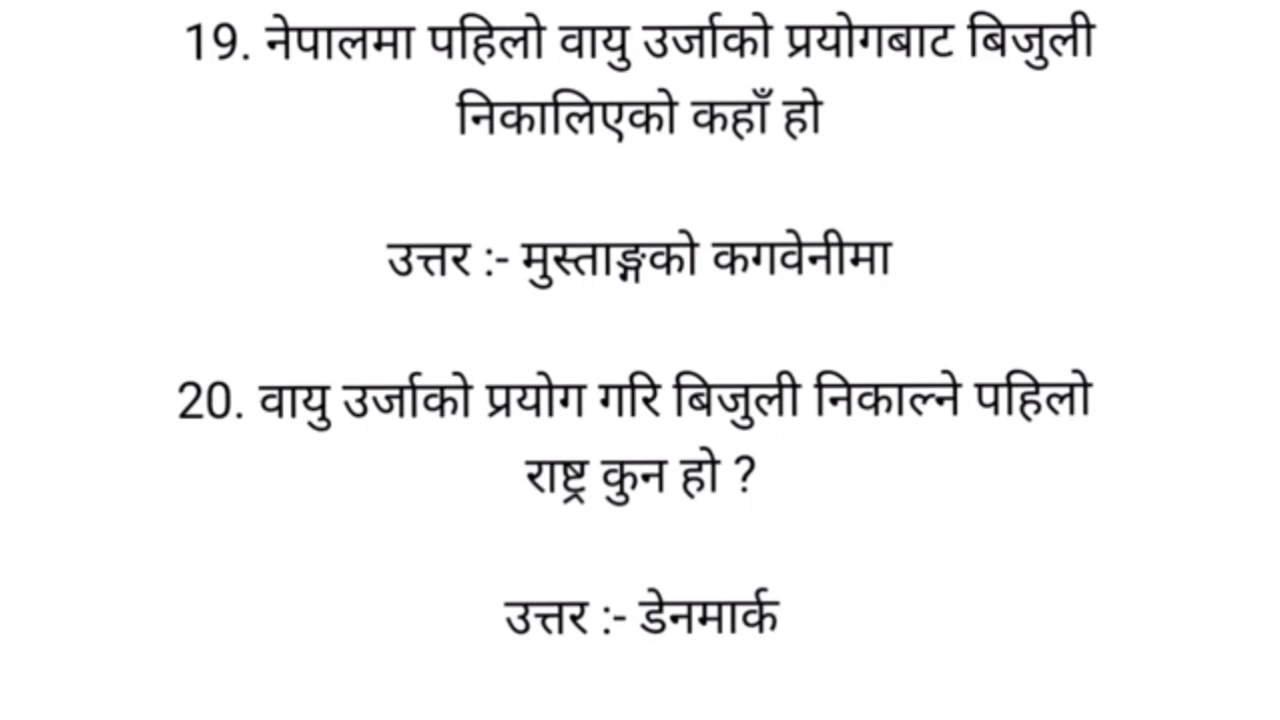 19. नेपालमा पहिलो वायु उर्जाको प्रयोगबाट बिजुली
निकालिएको कहाँ हो
उत्तर :- मुस्ताङ्गको कगवेनीमा
20. वायु उर्जाको प्रयोग गरि बिजुली निकाल्ने पहिलो
राष्ट्र कुन हो ?
उत्तर :- डेनमार्क